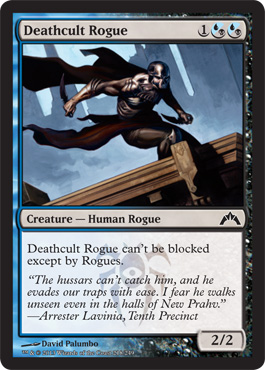 Deathcult Rogue 1
Creature — Human Rogue
Deathcult Rogue can't be blocked
except by Rogues.
"The hussars can't catch him, and he
evades our traps with ease. I fear he walks
unseen even in the halls of New Prahv."
—Arrester Lavinia, Tenth Precinct
David Palumbo
2/2